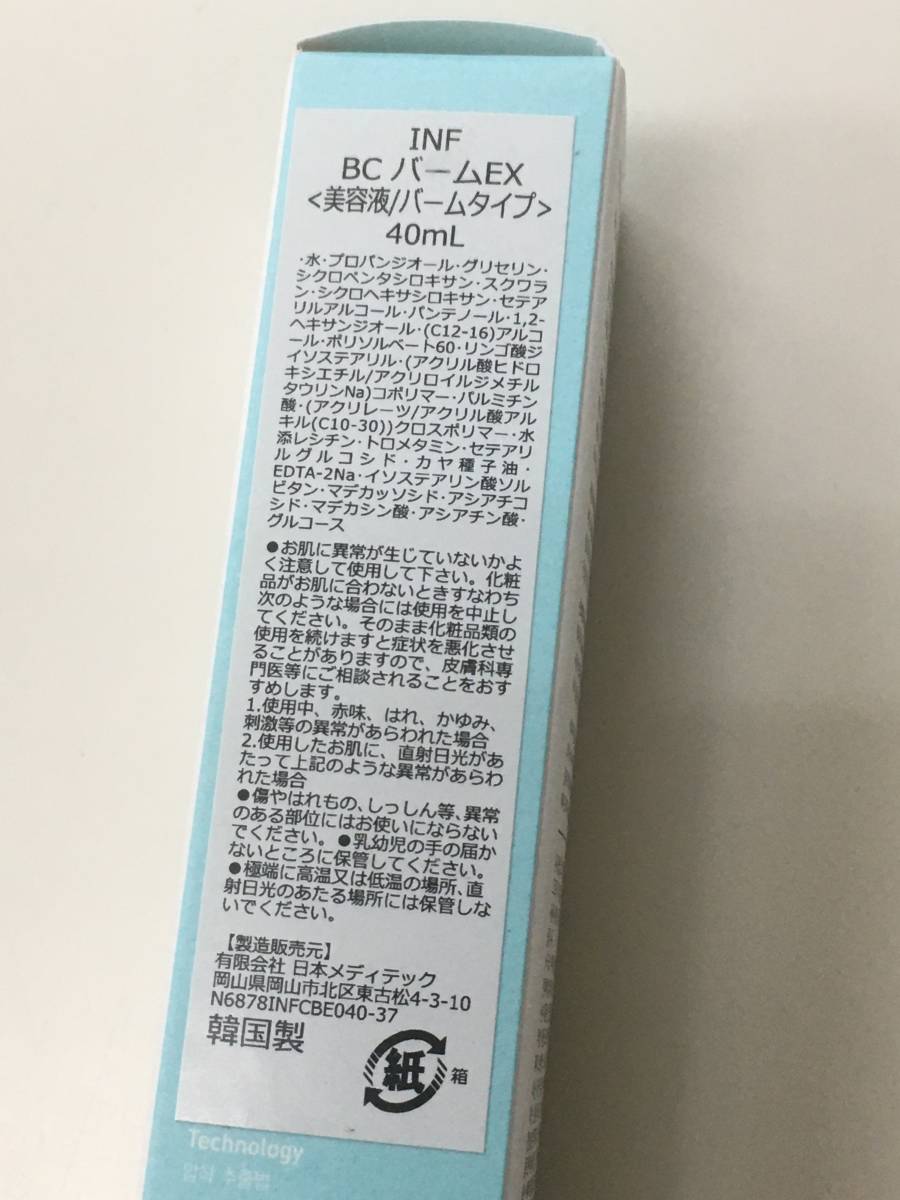 INF
BC バームEX
<美容液/バームタイプ>
40mL
・水・プロパンジオール・グリセリン・
シクロペンタシロキサン・スクワラ
ン・シクロヘキサシロキサン・セテア
リルアルコール・パンテノール・1,2-
ヘキサンジオール・(C12-16)アルコ
ール・ポリソルベート60・リンゴ酸ジ
イソステアリル・(アクリル酸ヒドロ
キシエチル/アクリロイルジメチル
タウリンNa)コポリマー・パルミチン
酸・(アクリレーツ/アクリル酸アル
キル(C10-30))クロスポリマー・水
添レシチン・トロメタミン・セテアリ
ルグルコシド・カヤ種子油・
EDTA-2Na・イソステアリン酸ソル
ビタン・マデカッソシド・アシアチコ
シド・マデカシン酸・アシアチン酸・
グルコース
●お肌に異常が生じていないかよ
く注意して使用して下さい。化粧
品がお肌に合わないときすなわち
次のような場合には使用を中止し
てください。そのまま化粧品類の
使用を続けますと症状を悪化させ
ることがありますので、皮膚科専
門医等にご相談されることをおす
すめします。
1.使用中、赤味、はれ、かゆみ、
刺激等の異常があらわれた場合
2.使用したお肌に、直射日光があ
たって上記のような異常があらわ
れた場合
●傷やはれもの、しっしん等、異常
のある部位にはお使いにならない
でください。●乳幼児の手の届か
ないところに保管してください。
●極端に高温又は低温の場所、直
射日光のあたる場所には保管しな
いでください。
【製造販売元】
有限会社 日本メディテック
岡山県岡山市北区東古松4-3-10
N6878INFCBE040-37
韓国製
紙 箱
Technology